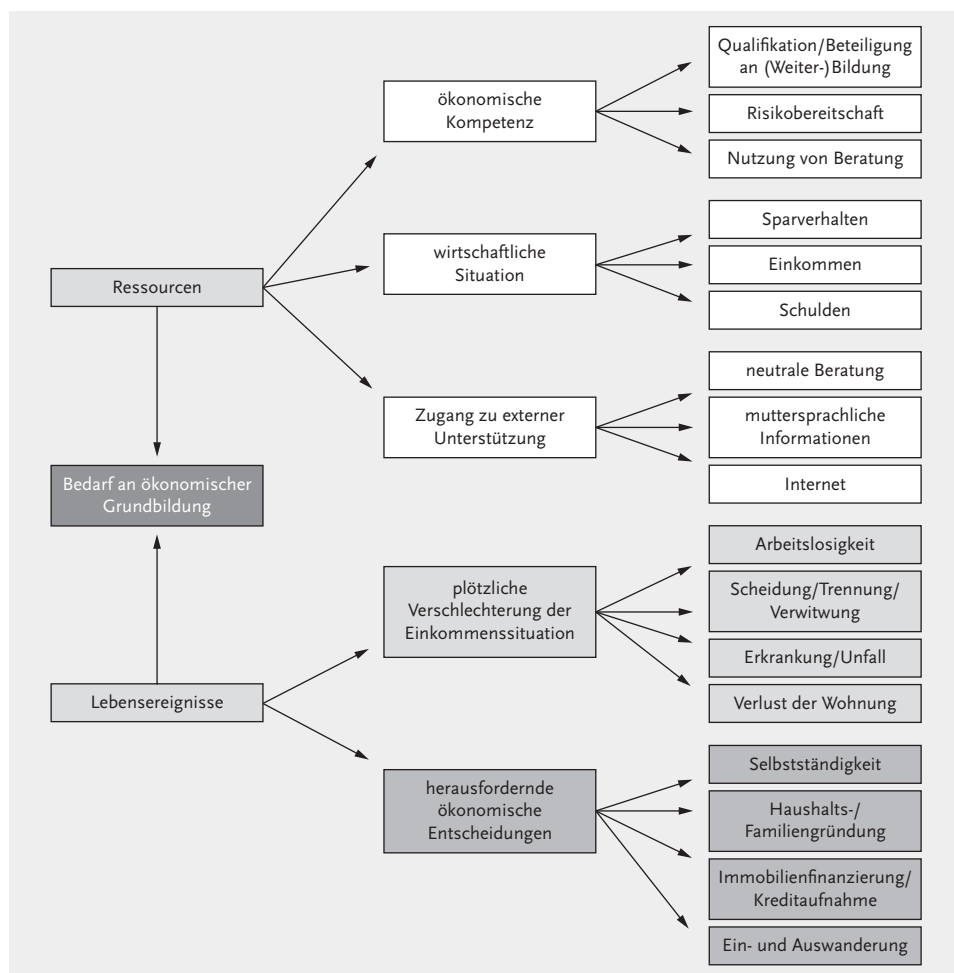 Qualifikation/Beteiligung
an (Weiter-)Bildung
ökonomische
Kompetenz
Risikobereitschaft
Nutzung von Beratung
Sparverhalten
wirtschaftliche
Situation
Einkommen
Ressourcen
Schulden
neutrale Beratung
Zugang zu externer
Unterstützung
muttersprachliche
Informationen
Internet
Bedarf an ökonomischer
Grundbildung
Arbeitslosigkeit
plötzliche
Verschlechterung der
Einkommenssituation
Scheidung/Trennung/
Verwitwung
Erkrankung/Unfall
Lebensereignisse
Verlust der Wohnung
Selbstständigkeit
herausfordernde
ökonomische
Entscheidungen
Haushalts-/
Familiengründung
Immobilienfinanzierung/
Kreditaufnahme
Ein- und Auswanderung